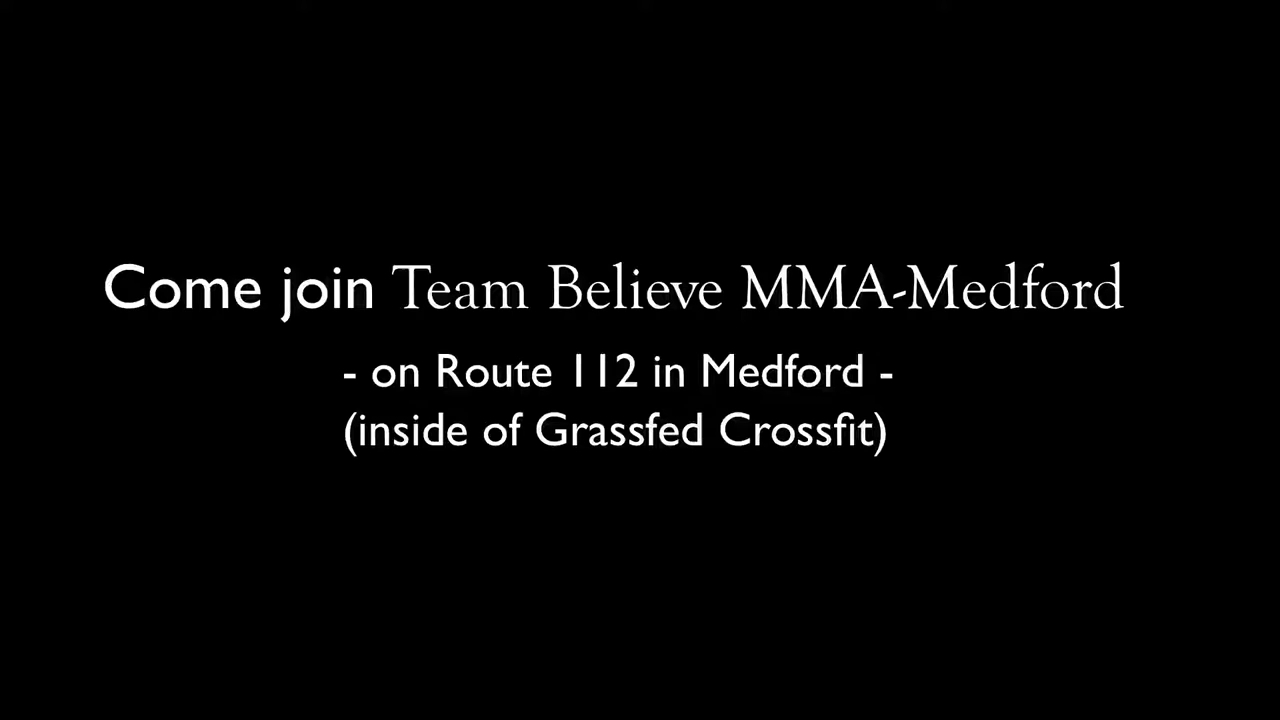 Come join Team Believe MMA-Medford
- on Route 112 in Medford -
(inside of Grassfed Crossfit)